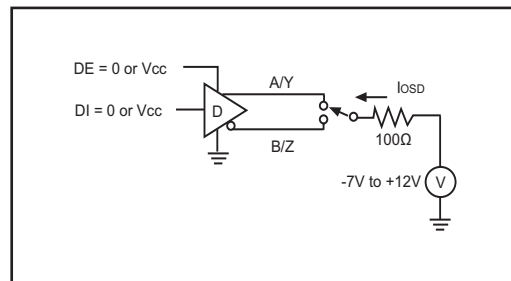 DE = 0 or Vcc
A/Y
IOSD
DI = 0 or Vcc
D
100Ω
B/Z
-7V to +12V
V